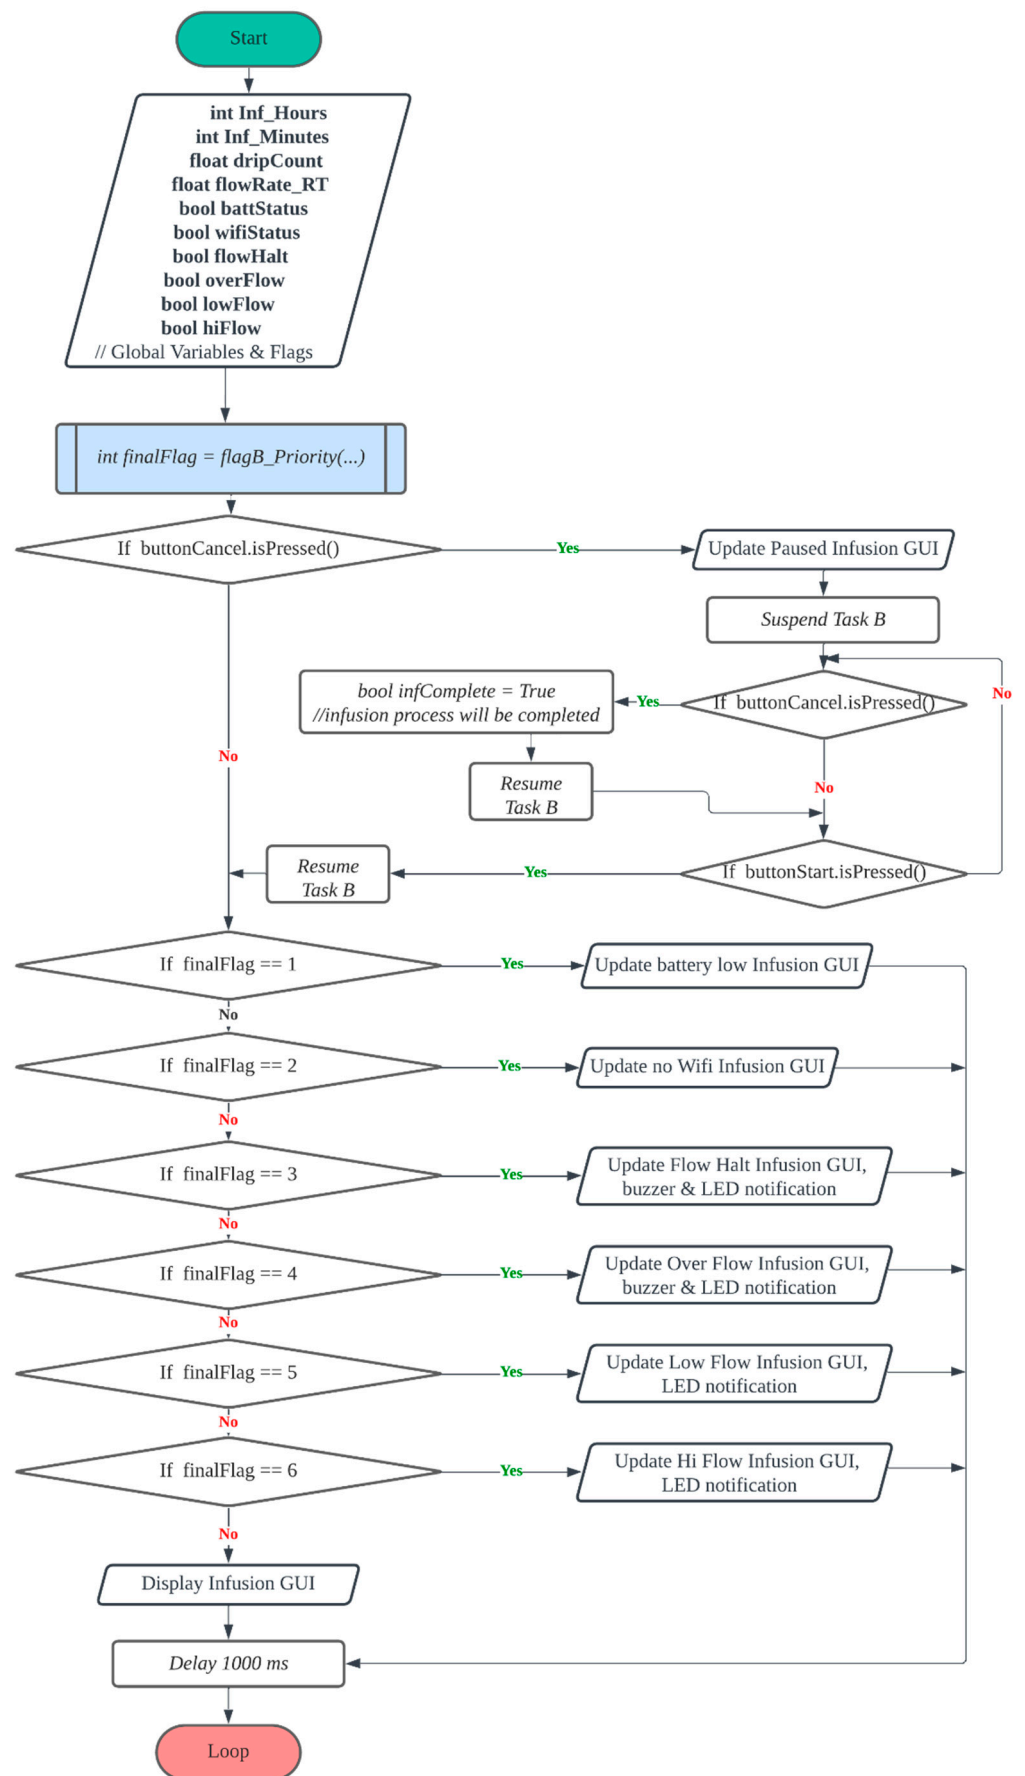 Start
int Inf_Hours
int Inf_Minutes
float dripCount
float flowRate_RT
bool battStatus
bool wifiStatus
bool flowHalt
bool overFlow
bool lowFlow
bool hiFlow
// Global Variables & Flags
int finalFlag = flagB_Priority(...)
If buttonCancel.isPressed()
Yes
Update Paused Infusion GUI
Suspend Task B
If buttonCancel.isPressed()
Yes
No
bool infComplete = True
//infusion process will be completed
Resume
Task B
No
No
If buttonStart.isPressed()
Yes
Resume
Task B
If finalFlag == 1
Yes
Update battery low Infusion GUI
No
If finalFlag == 2
Yes
Update no Wifi Infusion GUI
No
If finalFlag == 3
Yes
Update Flow Halt Infusion GUI,
buzzer & LED notification
No
If finalFlag == 4
Yes
Update Over Flow Infusion GUI,
buzzer & LED notification
No
If finalFlag == 5
Yes
Update Low Flow Infusion GUI,
LED notification
No
If finalFlag == 6
Yes
Update Hi Flow Infusion GUI,
LED notification
No
Display Infusion GUI
Delay 1000 ms
Loop